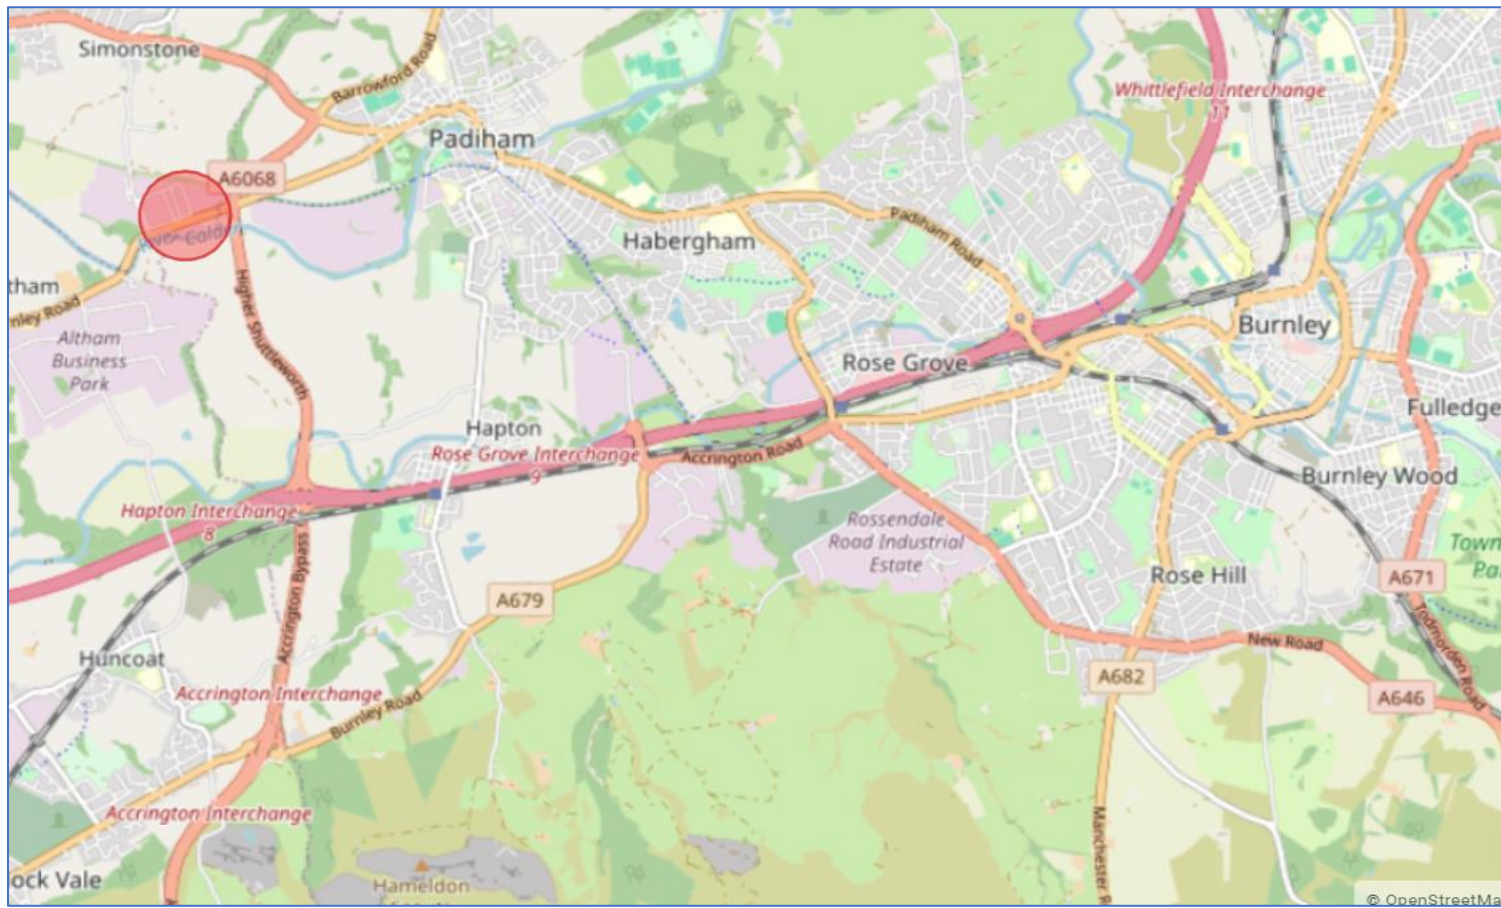 Simonstone
Barrowford Road
Whittlefield Interchange
11
Padiham
A6068
River Calder
Padiham Road
Habergham
tham
nley Road
Higher Shuttleworth
Burnley
Altham
Business
Park
Rose Grove
Fulledge
Hapton
Rose Grove Interchange
9
Accrington Road
Burnley Wood
Hapton Interchange
8
Rossendale
Road Industrial
Estate
Town
Pa
Accrington Bypass
Rose Hill
A671
A679
Todmorden Road
New Road
Huncoat
A682
Accrington Interchange
A646
Burnley Road
Accrington Interchange
Manchester R
ock Vale
Hameldon
© OpenStreetMa